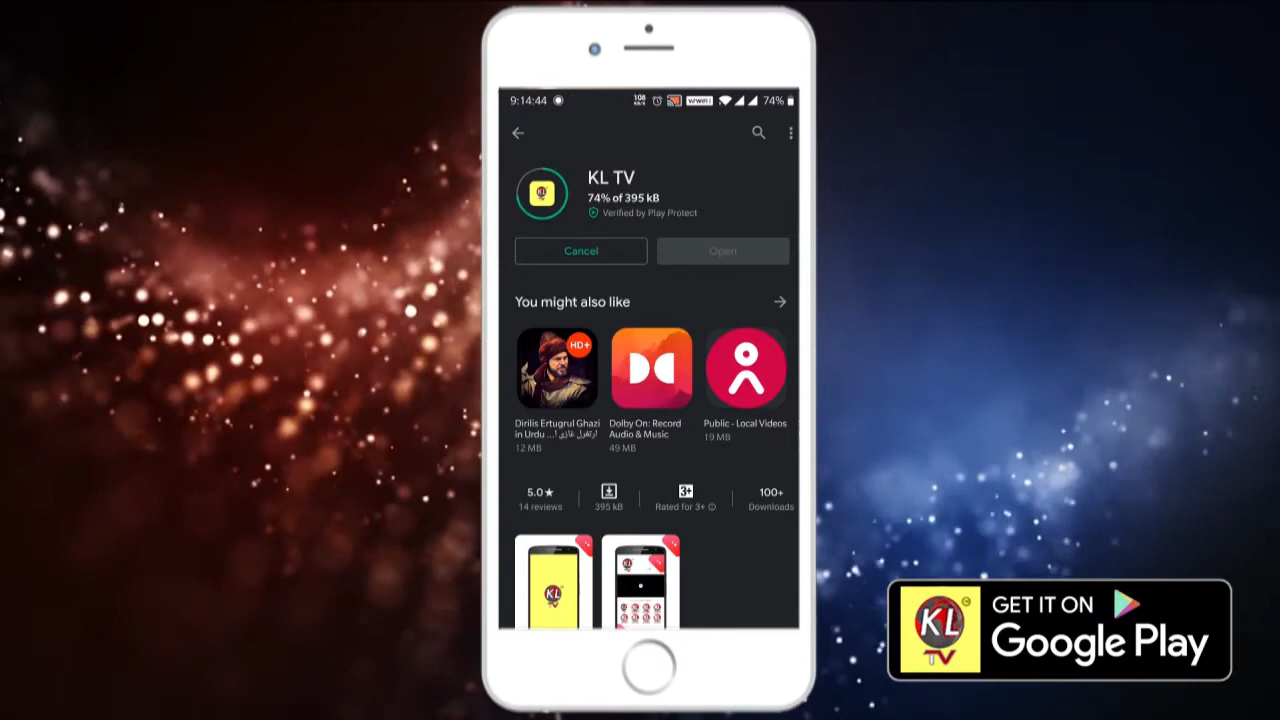 9:14:44
108
74%
KL TV
74% of 395 kB
Verified by Play Protect
Cancel
Open
You might also like
HD+
Dirilis Ertugrul Ghazi
in Urdu ...! ارتغرل غازی
12 MB
Dolby On: Record
Audio & Music
49 MB
Public - Local Videos
19 MB
5.0★
14 reviews
395 kB
3+
Rated for 3+
100+
Downloads
KL
KL
TV
GET IT ON
Google Play